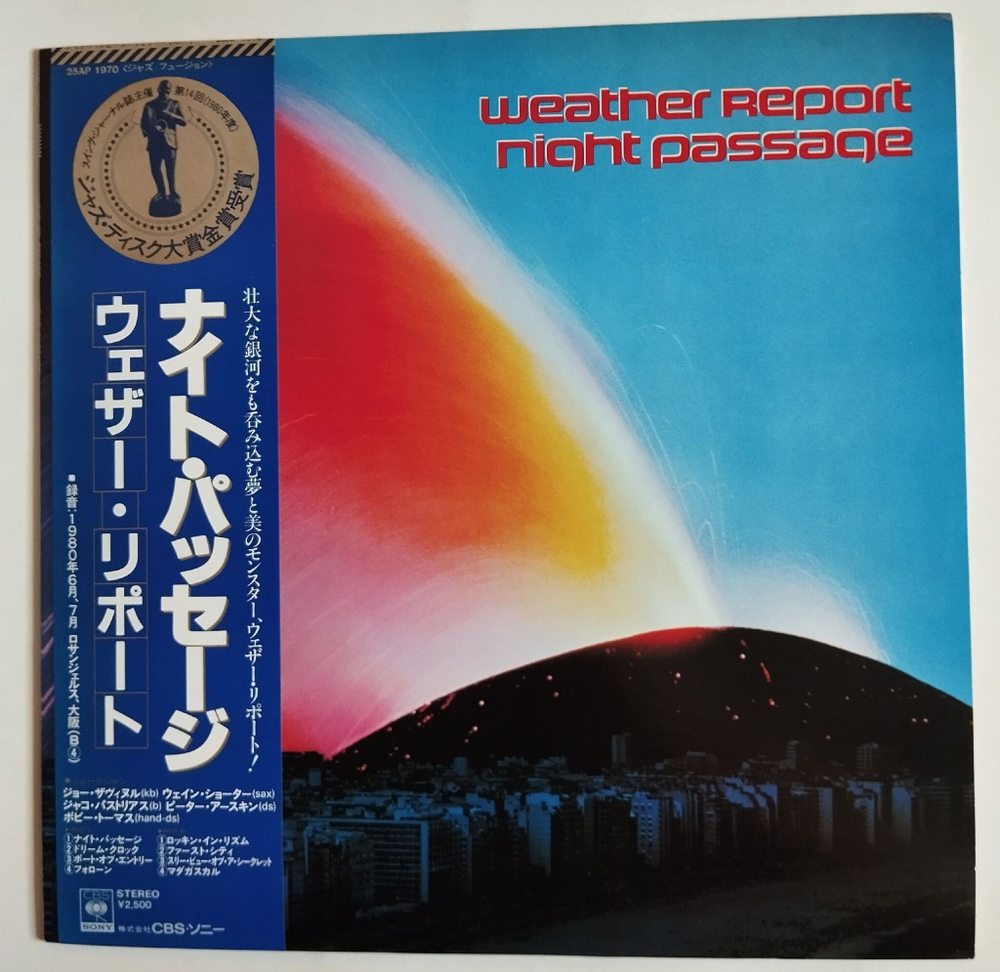 25AP 1970 〈ジャズ フュージョン〉
スイング・ジャーナル誌主催 第14回(1980年度)
ジャズ・ディスク大賞金賞受賞
weather report
night passage
壮大な銀河をも呑み込む夢と美のモンスター、ウェザー・リポート!
ナイト・パッセージ
ウェザー・リポート
■録音:1980年6月、7月 ロサンジェルス、大阪(B④)
●ミュージシャン
ジョー・ザヴィヌル(kb) ウェイン・ショーター(sax)
ジャコ・パストリアス(b) ピーター・アースキン(ds)
ボビー・トーマス(hand-ds)
①ナイト・パッセージ
②ドリーム・クロック
③ポート・オブ・エントリー
④フォローン
①ロッキン・イン・リズム
②ファースト・シティ
③スリー・ビュー・オブ・ア・シークレット
④マダガスカル
CBS
SONY
STEREO
¥2,500
株式会社CBS・ソニー